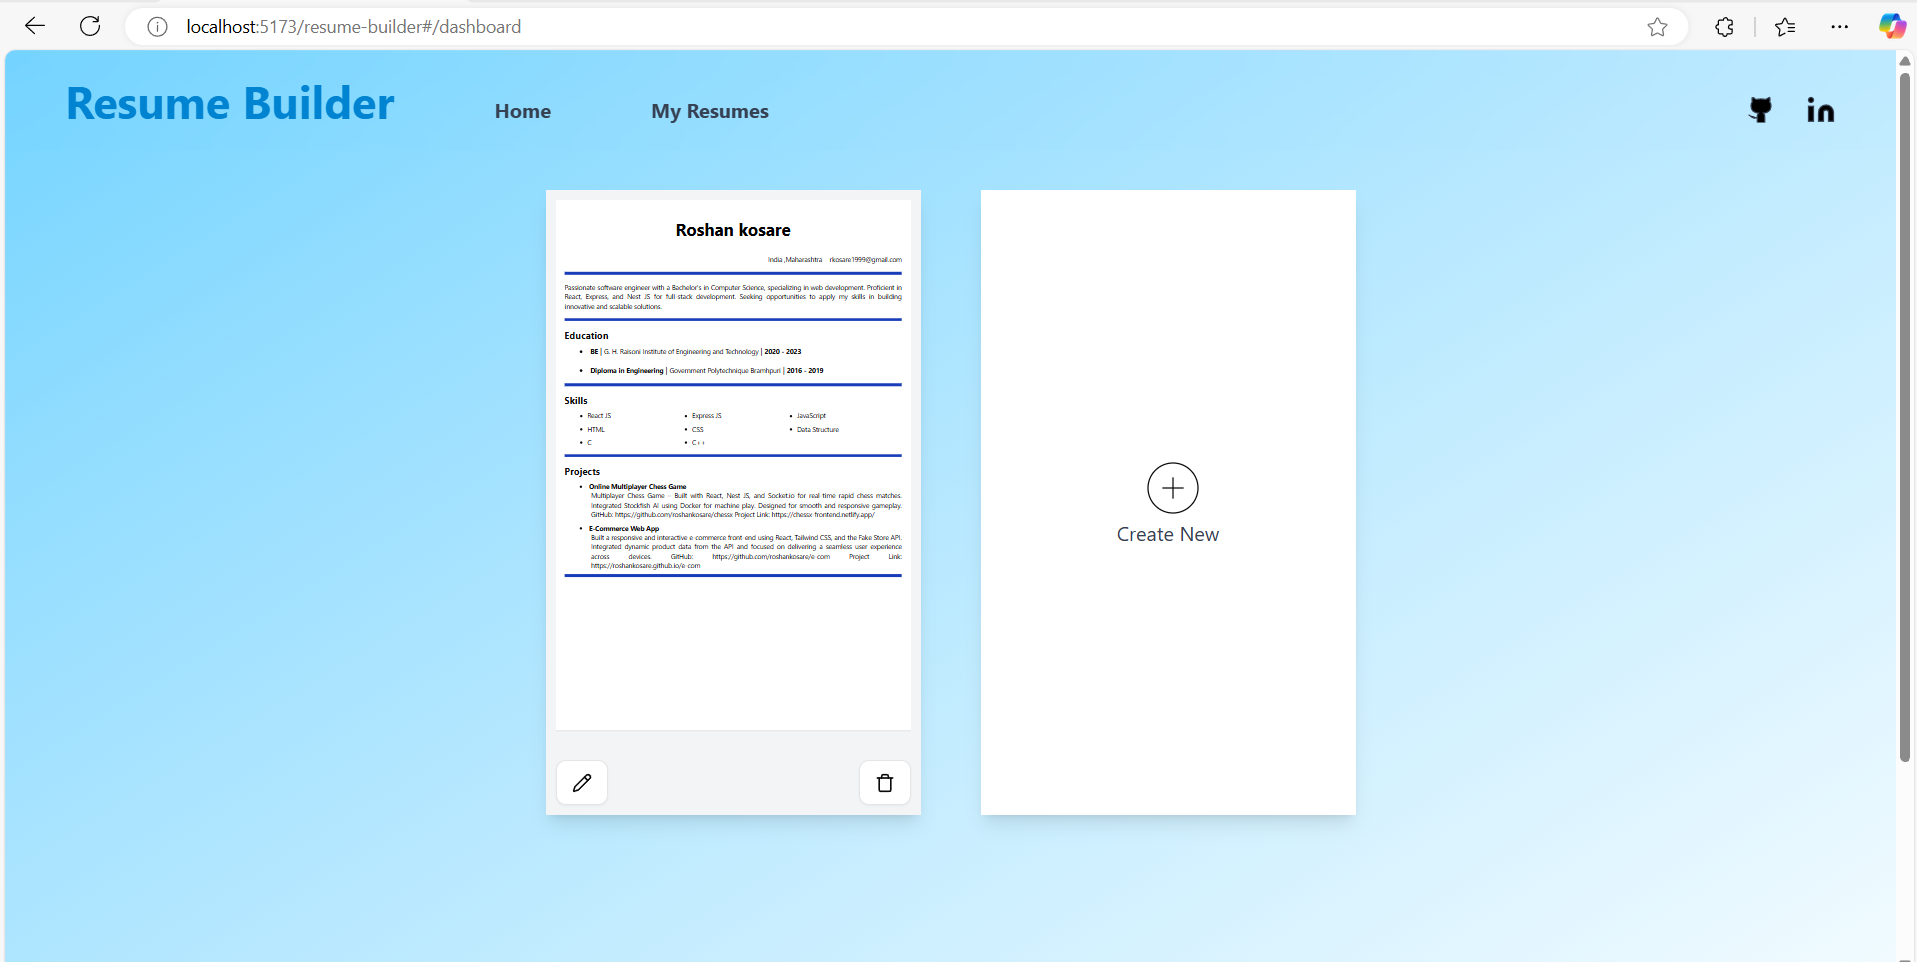 localhost:5173/resume-builder#/dashboard
Resume Builder
Home
My Resumes
in
Roshan kosare
India ,Maharashtra rkosare1999@gmail.com
Passionate software engineer with a Bachelor's in Computer Science, specializing in web development. Proficient in
React, Express, and Nest JS for full-stack development. Seeking opportunities to apply my skills in building
innovative and scalable solutions.
Education
• BE | G. H. Raisoni Institute of Engineering and Technology | 2020 - 2023
• Diploma in Engineering | Government Polytechnique Bramhpuri | 2016 - 2019
Skills
• React JS • Express JS • JavaScript
• HTML • CSS • Data Structure
• C • C++
Projects
• Online Multiplayer Chess Game
Multiplayer Chess Game – Built with React, Nest JS, and Socket.io for real-time rapid chess matches.
Integrated Stockfish AI using Docker for machine play. Designed for smooth and responsive gameplay.
GitHub: https://github.com/roshankosare/chessx Project Link: https://chessx-frontend.netlify.app/
• E-Commerce Web App
Built a responsive and interactive e-commerce front-end using React, Tailwind CSS, and the Fake Store API.
Integrated dynamic product data from the API and focused on delivering a seamless user experience
across devices. GitHub: https://github.com/roshankosare/e-com Project Link:
https://roshankosare.github.io/e-com
Create New